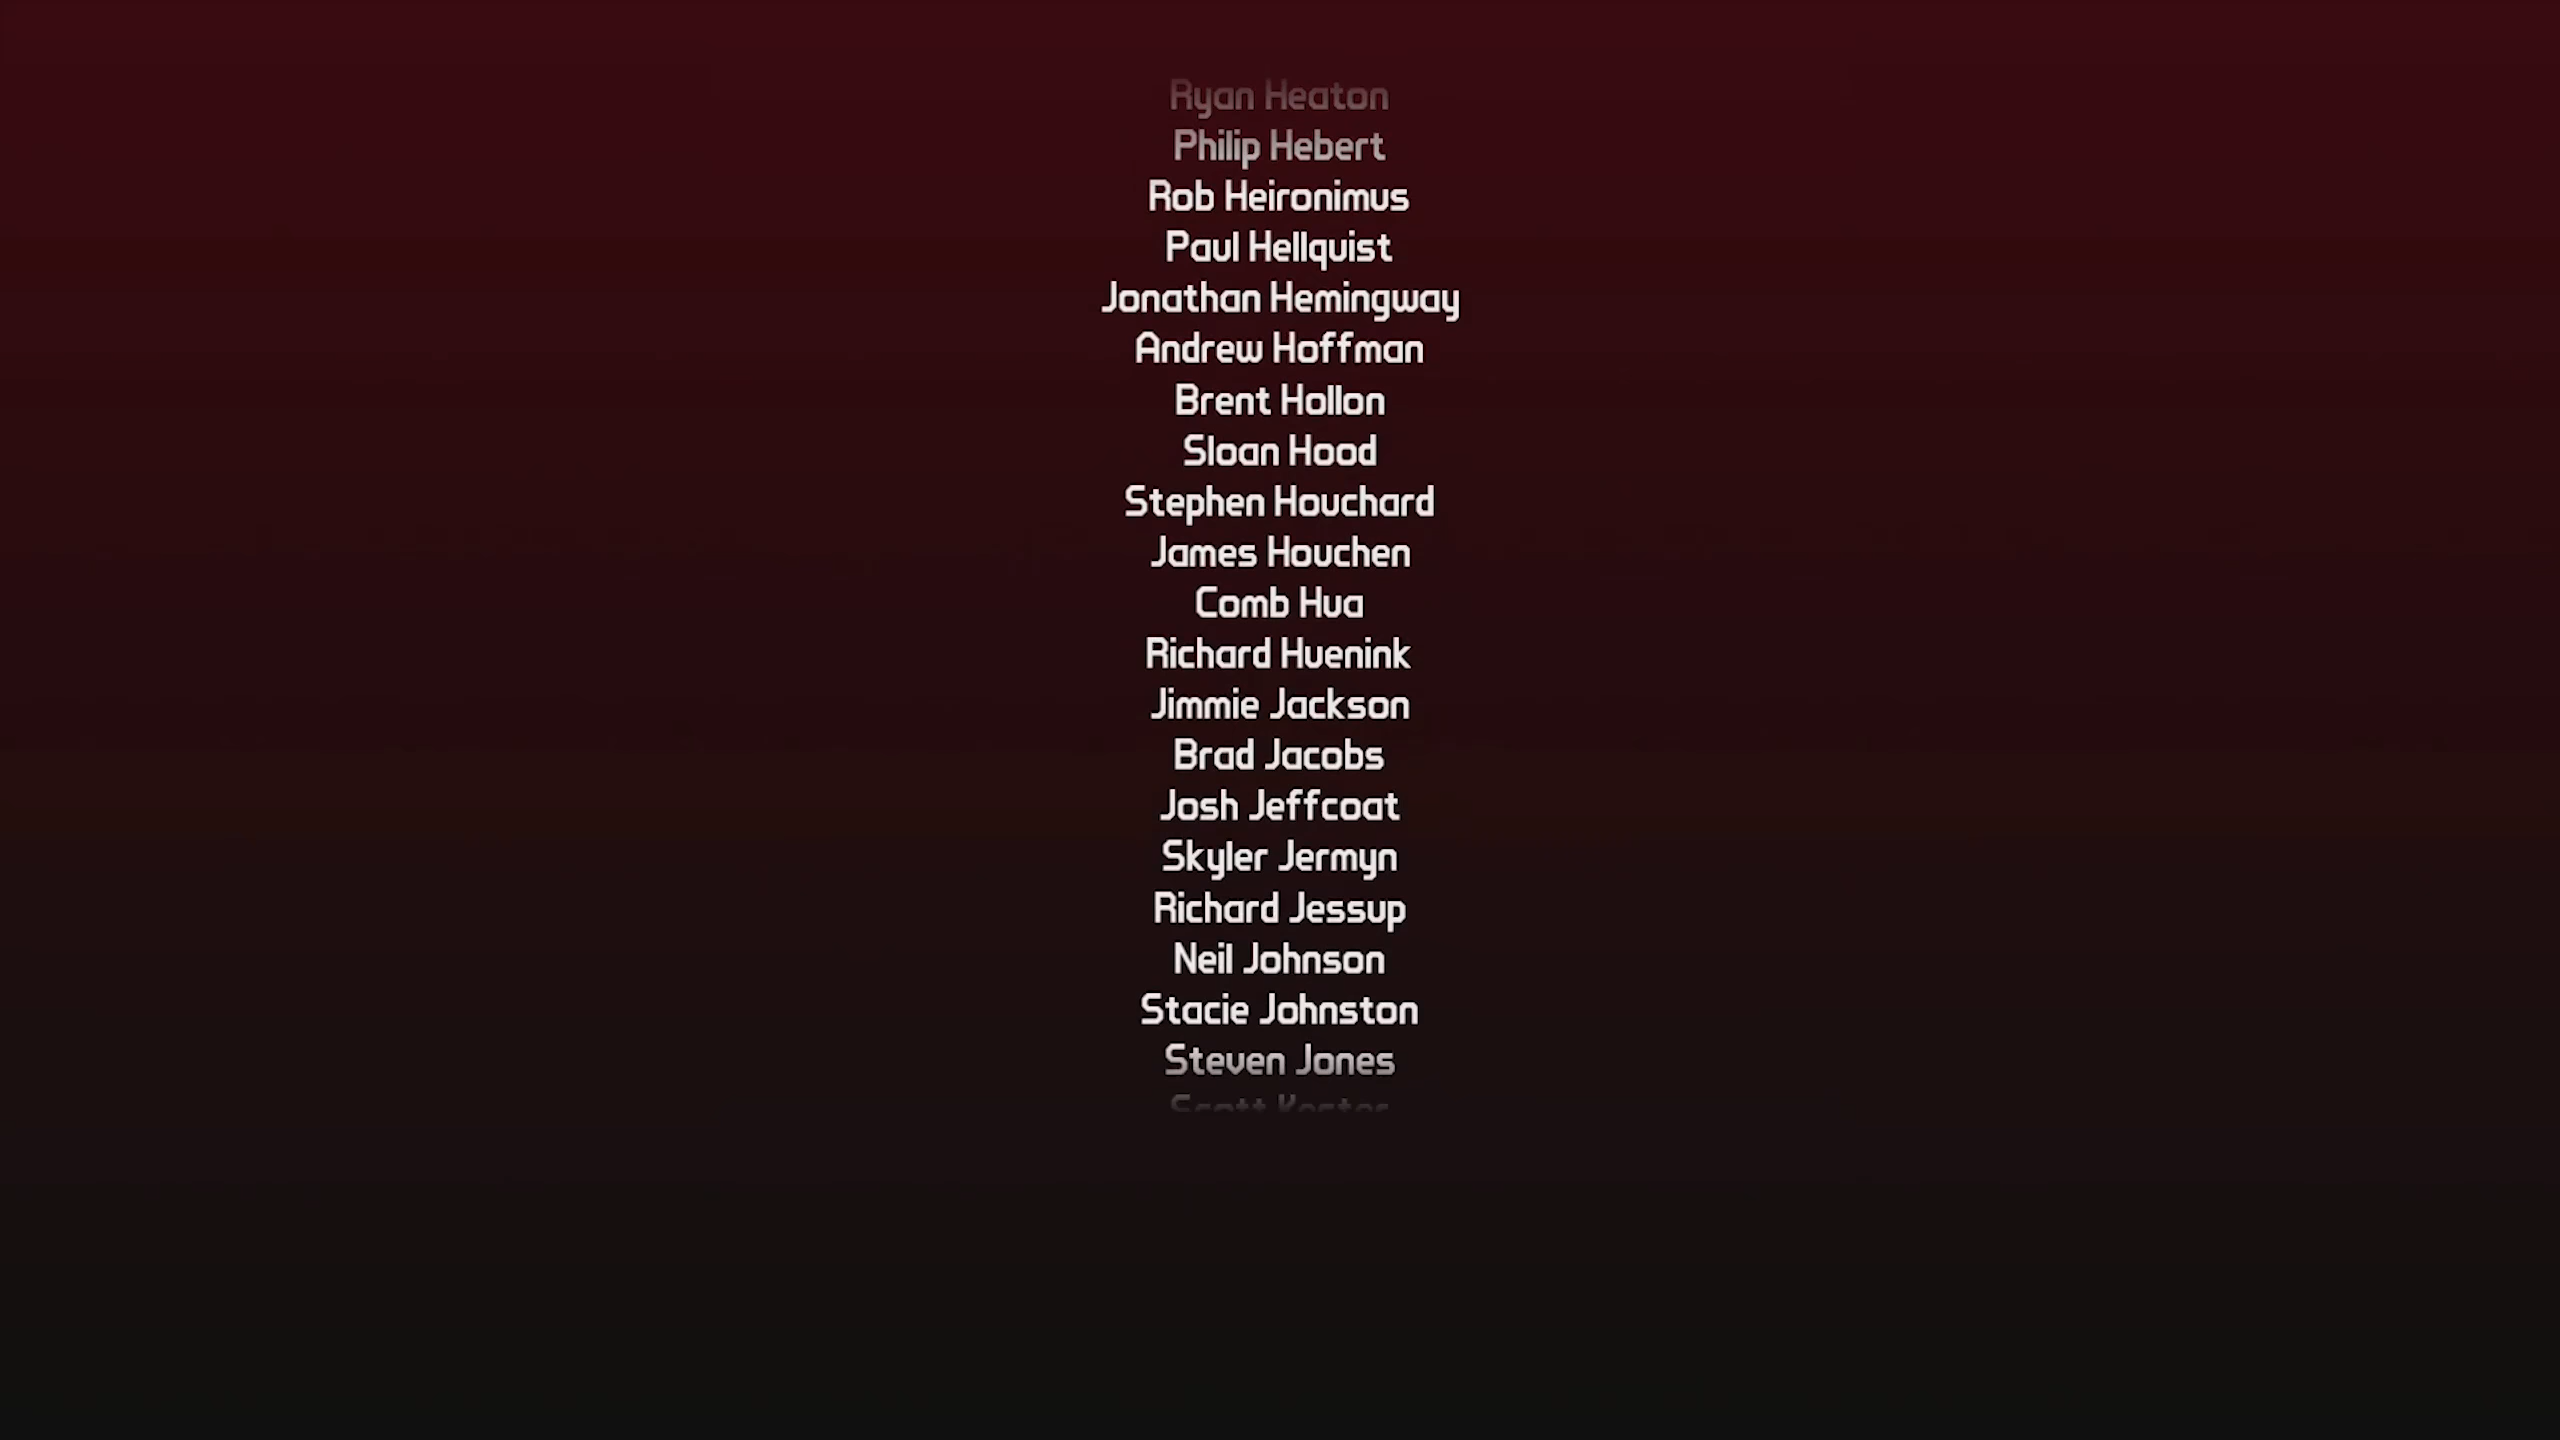 Ryan Heaton
Philip Hebert
Rob Heironimus
Paul Hellquist
Jonathan Hemingway
Andrew Hoffman
Brent Hollon
Sloan Hood
Stephen Houchard
James Houchen
Comb Hua
Richard Huenink
Jimmie Jackson
Brad Jacobs
Josh Jeffcoat
Skyler Jermyn
Richard Jessup
Neil Johnson
Stacie Johnston
Steven Jones
Scott Kester